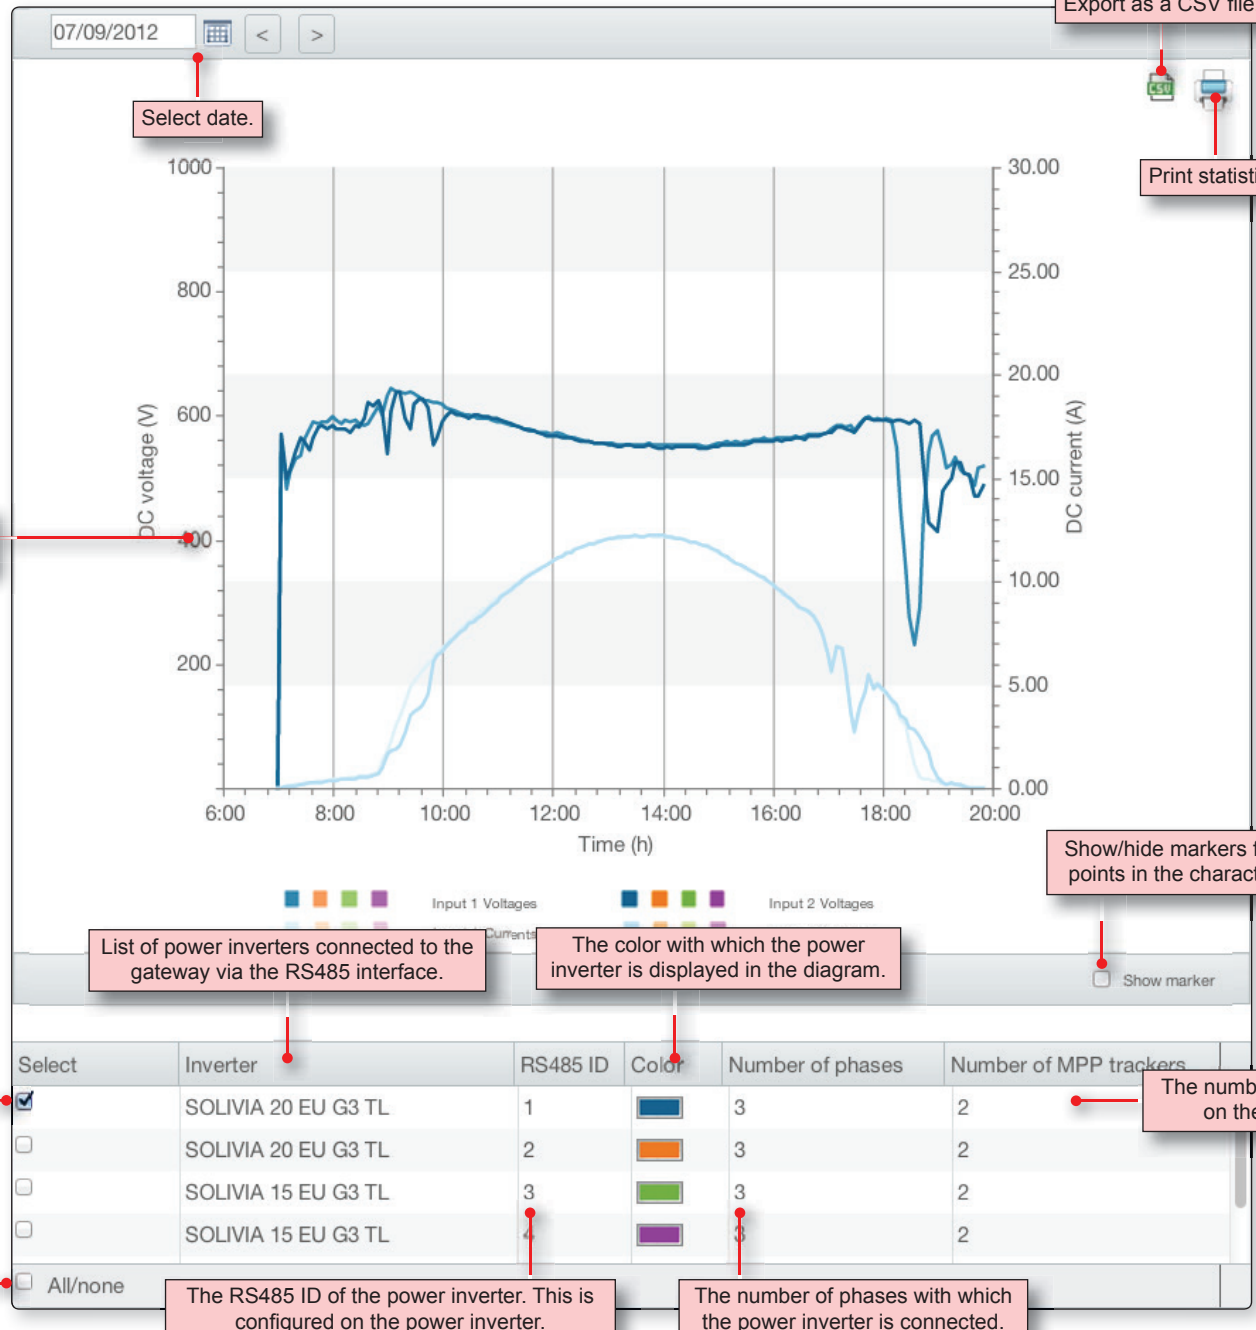 Export as a CSV file
07/09/2012
<
>
CSV
Select date.
Print
1000
800
600
400
200
DC voltage (V)
30.00
25.00
20.00
15.00
10.00
5.00
0.00
DC current (A)
6:00 8:00 10:00 12:00 14:00 16:00 18:00 20:00
Time (h)
Show/hide markers
points in the
Input 1 Voltages
Input 2 Voltages
Currents
List of power inverters connected to the
gateway via the RS485 interface.
The color with which the power
inverter is displayed in the diagram.
Show marker
Select Inverter RS485 ID Color Number of phases Number of MPP trackers
SOLIVIA 20 EU G3 TL 1 3 2
The
on the
SOLIVIA 20 EU G3 TL 2 3 2
SOLIVIA 15 EU G3 TL 3 3 2
SOLIVIA 15 EU G3 TL 4 3 2
All/none
The RS485 ID of the power inverter. This is
configured on the power inverter.
The number of phases with which
the power inverter is connected.